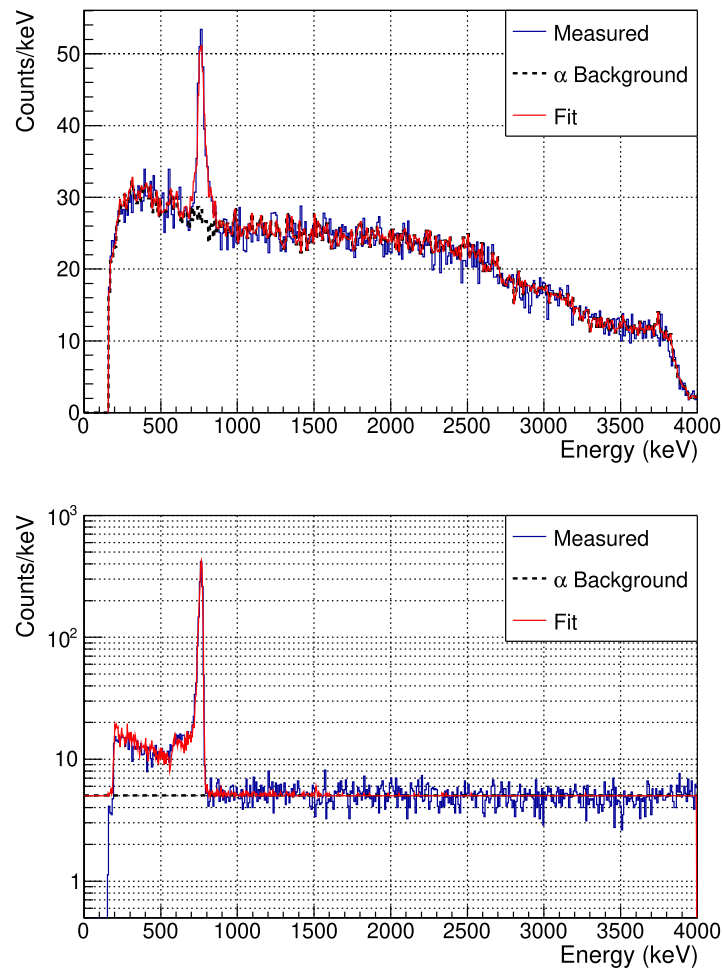 Counts/keV
50
40
30
20
10
0
Measured
α Background
Fit
0 500 1000 1500 2000 2500 3000 3500 4000
Energy (keV)
Counts/keV
10³
10²
10
1
Measured
α Background
Fit
0 500 1000 1500 2000 2500 3000 3500 4000
Energy (keV)